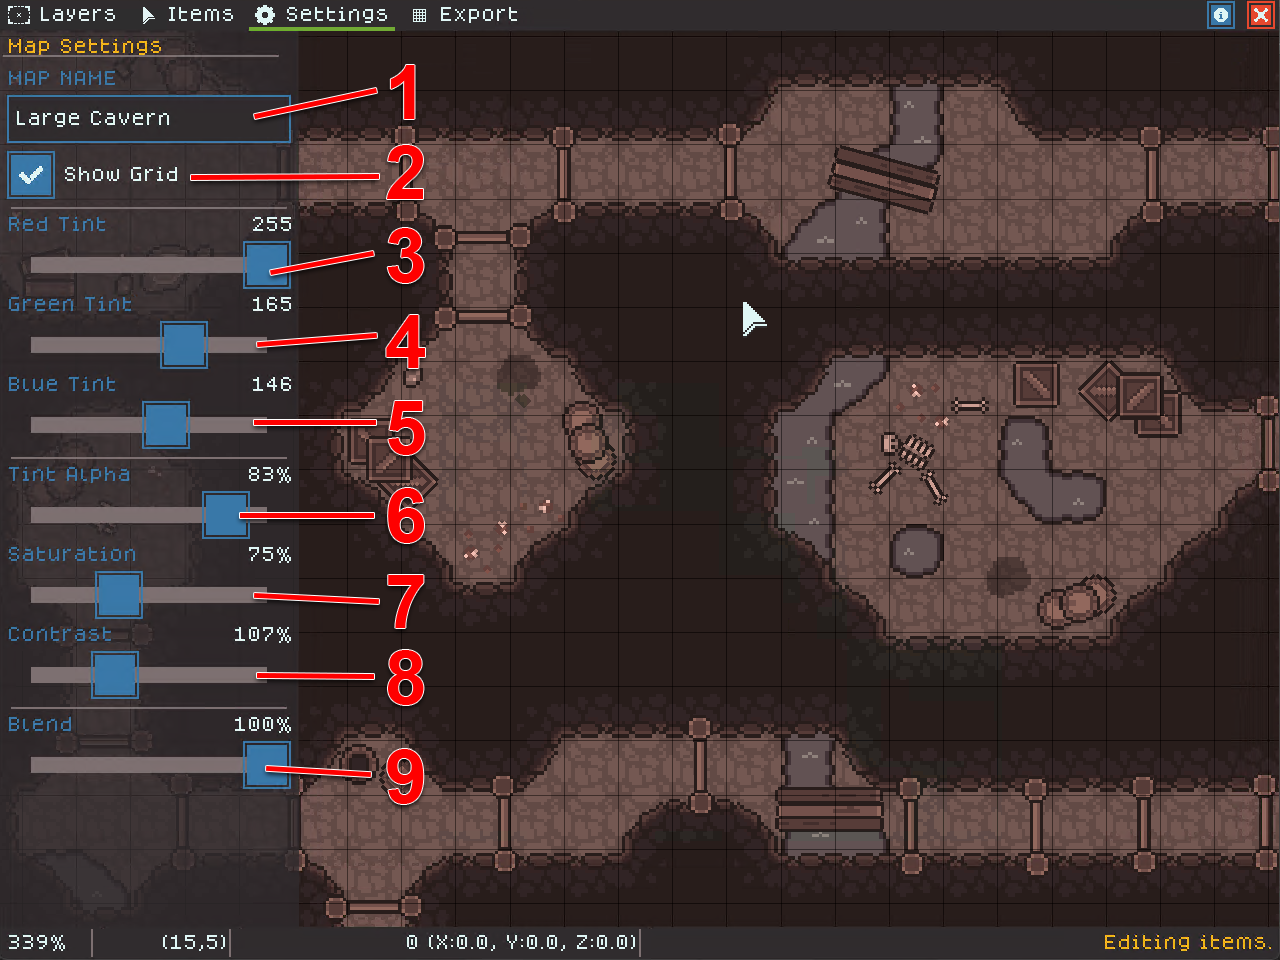 Layers Items Settings Export
Map Settings
MAP NAME
Large Cavern
1
Show Grid
2
Red Tint 255
3
Green Tint 165
4
Blue Tint 146
5
Tint Alpha 83%
6
Saturation 75%
7
Contrast 107%
8
Blend 100%
9
339% (15,5) 0 (X:0.0, Y:0.0, Z:0.0) Editing items.